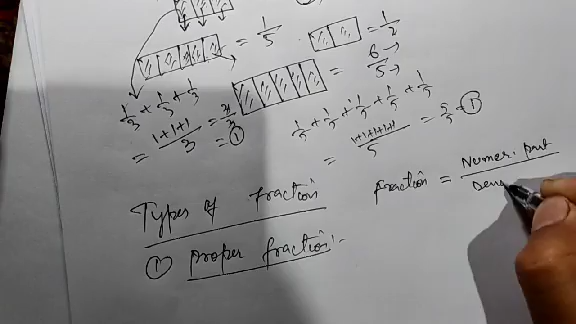 = 1/5
= 1/2
=
6/5
1/3 + 1/3 + 1/3
= 1+1+1/3 = 3/3
= ①
1/5 + 1/5 + 1/5 + 1/5 + 1/5
= 1+1+1+1+1/5 = 5/5 = ①
Types of fraction
fraction = Numer. part / Deno
① Proper fraction:-